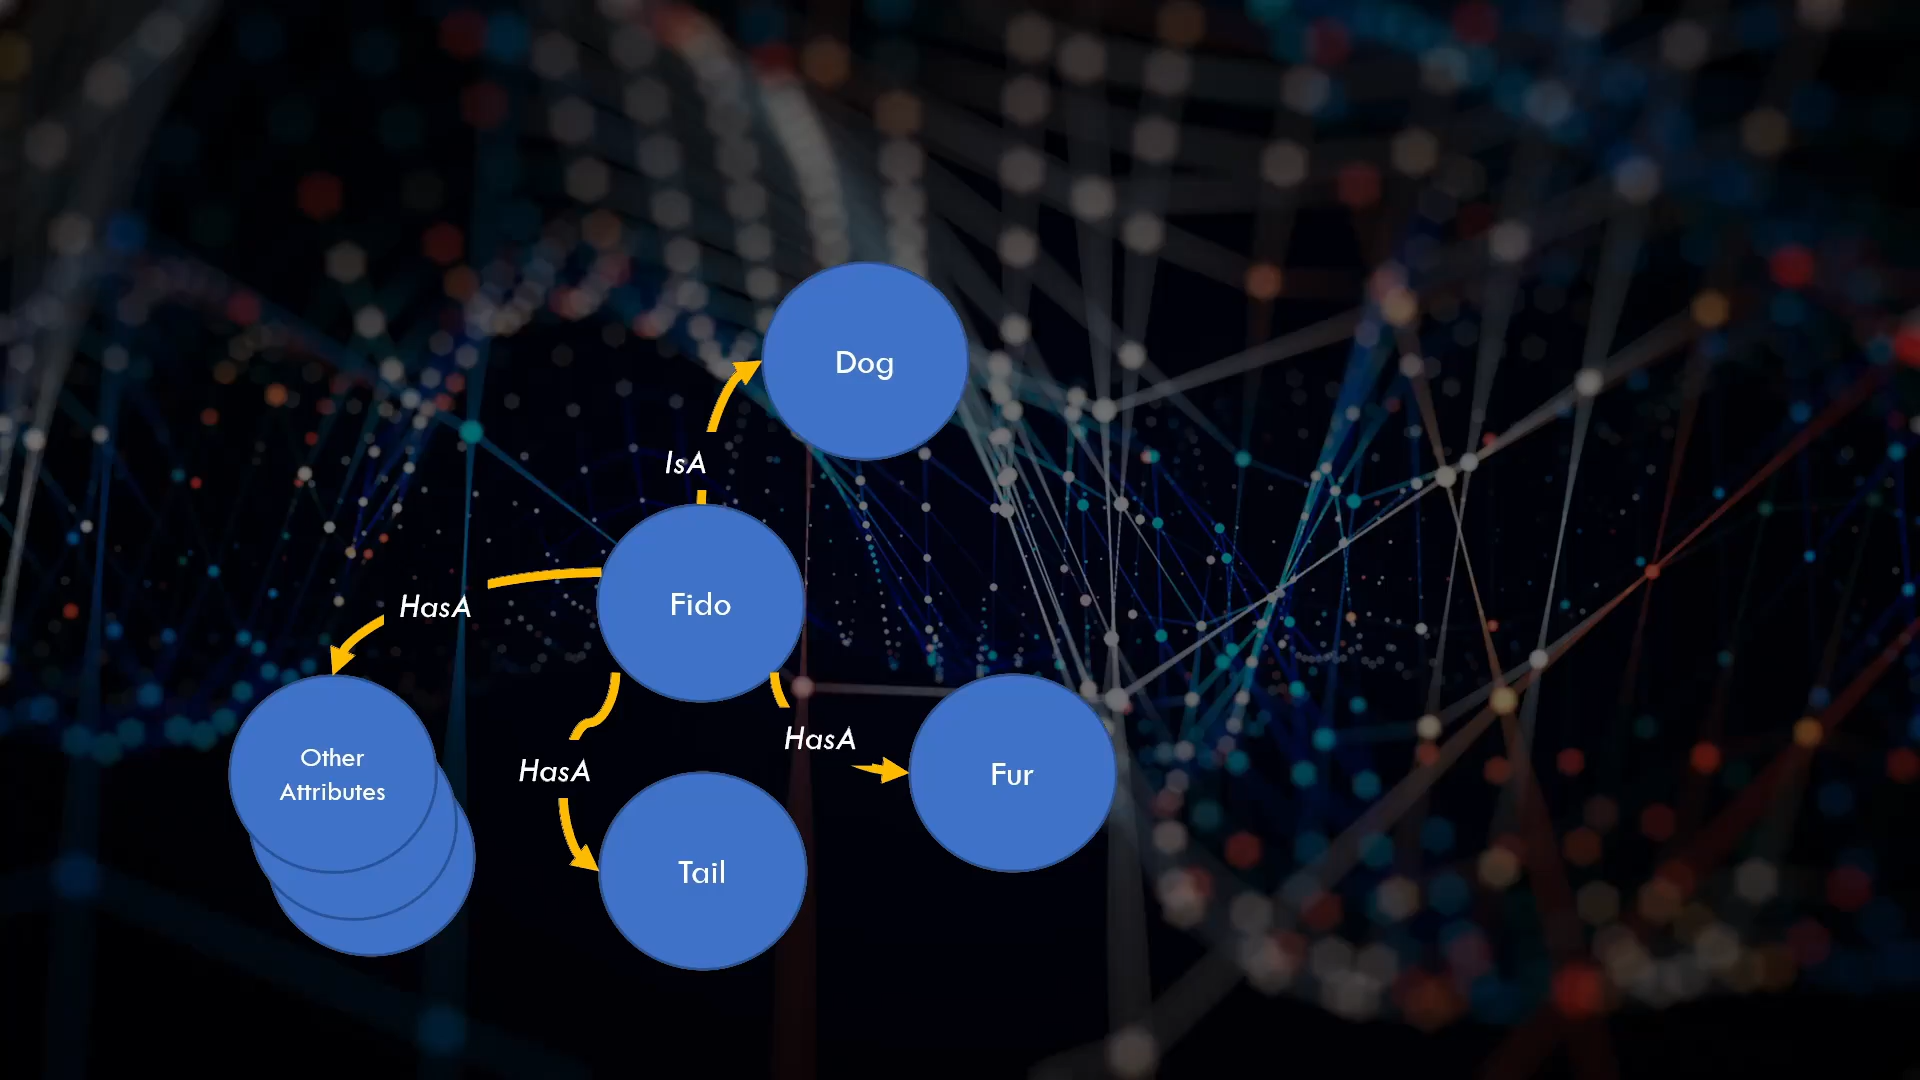 Dog
IsA
Fido
HasA
HasA
Fur
Other
Attributes
HasA
Tail